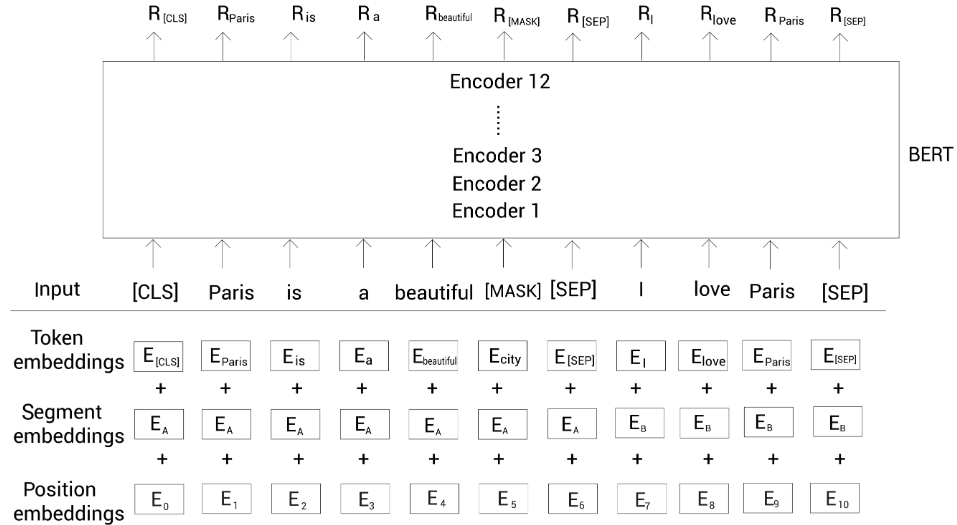 R[CLS] RParis Ris Ra Rbeautiful R[MASK] R[SEP] RI Rlove RParis R[SEP]
Encoder 12
Encoder 3
BERT
Encoder 2
Encoder 1
Input [CLS] Paris is a beautiful [MASK] [SEP] I love Paris [SEP]
Token
embeddings E[CLS] EParis Eis Ea Ebeautiful Ecity E[SEP] EI Elove EParis E[SEP]
+ + + + + + + + + + +
Segment
embeddings EA EA EA EA EA EA EA EB EB EB EB
+ + + + + + + + + + +
Position
embeddings E0 E1 E2 E3 E4 E5 E6 E7 E8 E9 E10